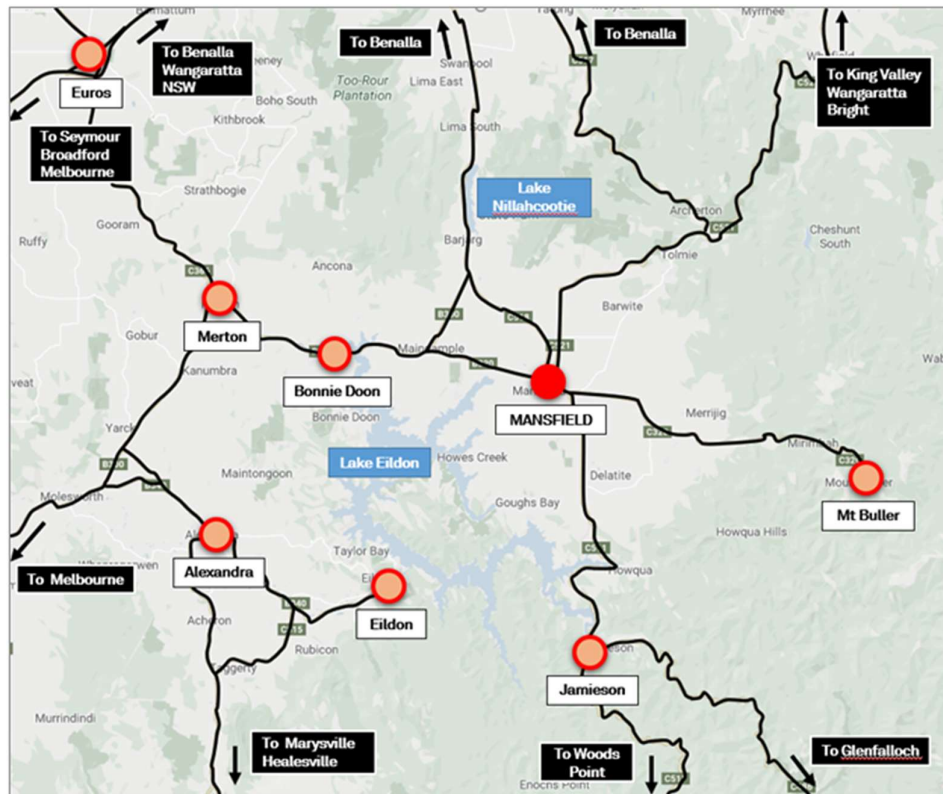 To Benalla
Wangaratta
NSW
To Benalla
To Benalla
To King Valley
Wangaratta
Bright
Euros
To Seymour
Broadford
Melbourne
Swanpool
Lima East
Too-Rour
Plantation
Boho South
Kithbrook
Lima South
Strathbogie
Lake
Nillahcootie
Archerton
Gooram
Ruffy
Barjarg
Cheshunt
South
Tolmie
Ancona
Barwite
Merton
Gobur
Kanumbra
Bonnie Doon
Bonnie Doon
MANSFIELD
Merrijig
Yarck
Lake Eildon
Howes Creek
Maintongoon
Delatite
Molesworth
Goughs Bay
Mt Buller
Howqua Hills
Taylor Bay
To Melbourne
Alexandra
Howqua
Eildon
Acheron
Rubicon
Jamieson
Murrindindi
To Marysville
Healesville
To Woods
Point
To Glenfalloch
Enochs Point